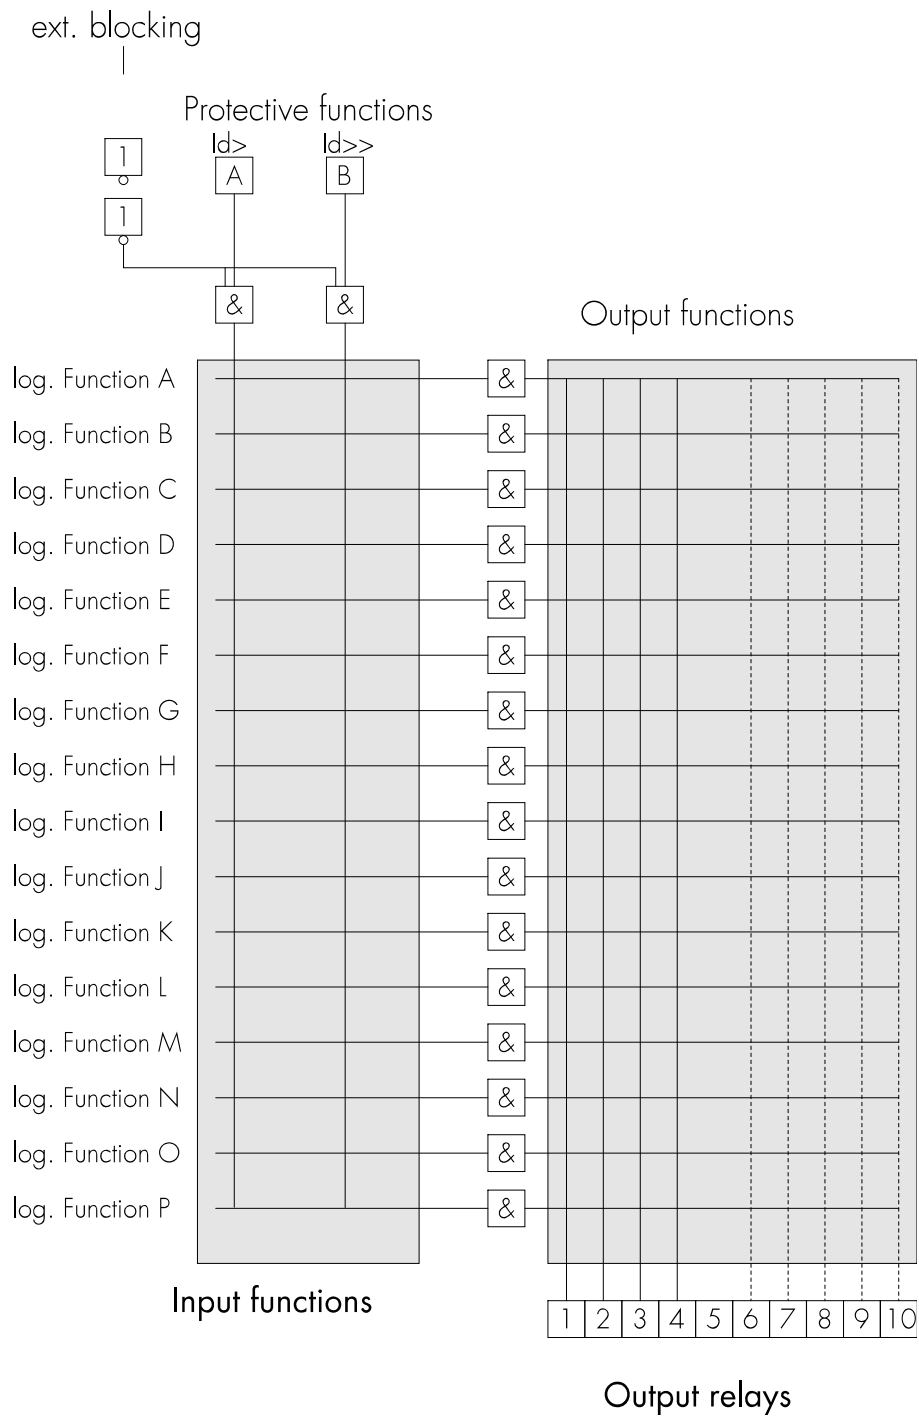 ext. blocking
Protective functions
Id> Id>>
1
A B
1
& &
Output functions
log. Function A &
log. Function B &
log. Function C &
log. Function D &
log. Function E &
log. Function F &
log. Function G &
log. Function H &
log. Function I &
log. Function J &
log. Function K &
log. Function L &
log. Function M &
log. Function N &
log. Function O &
log. Function P &
Input functions
1 2 3 4 5 6 7 8 9 10
Output relays